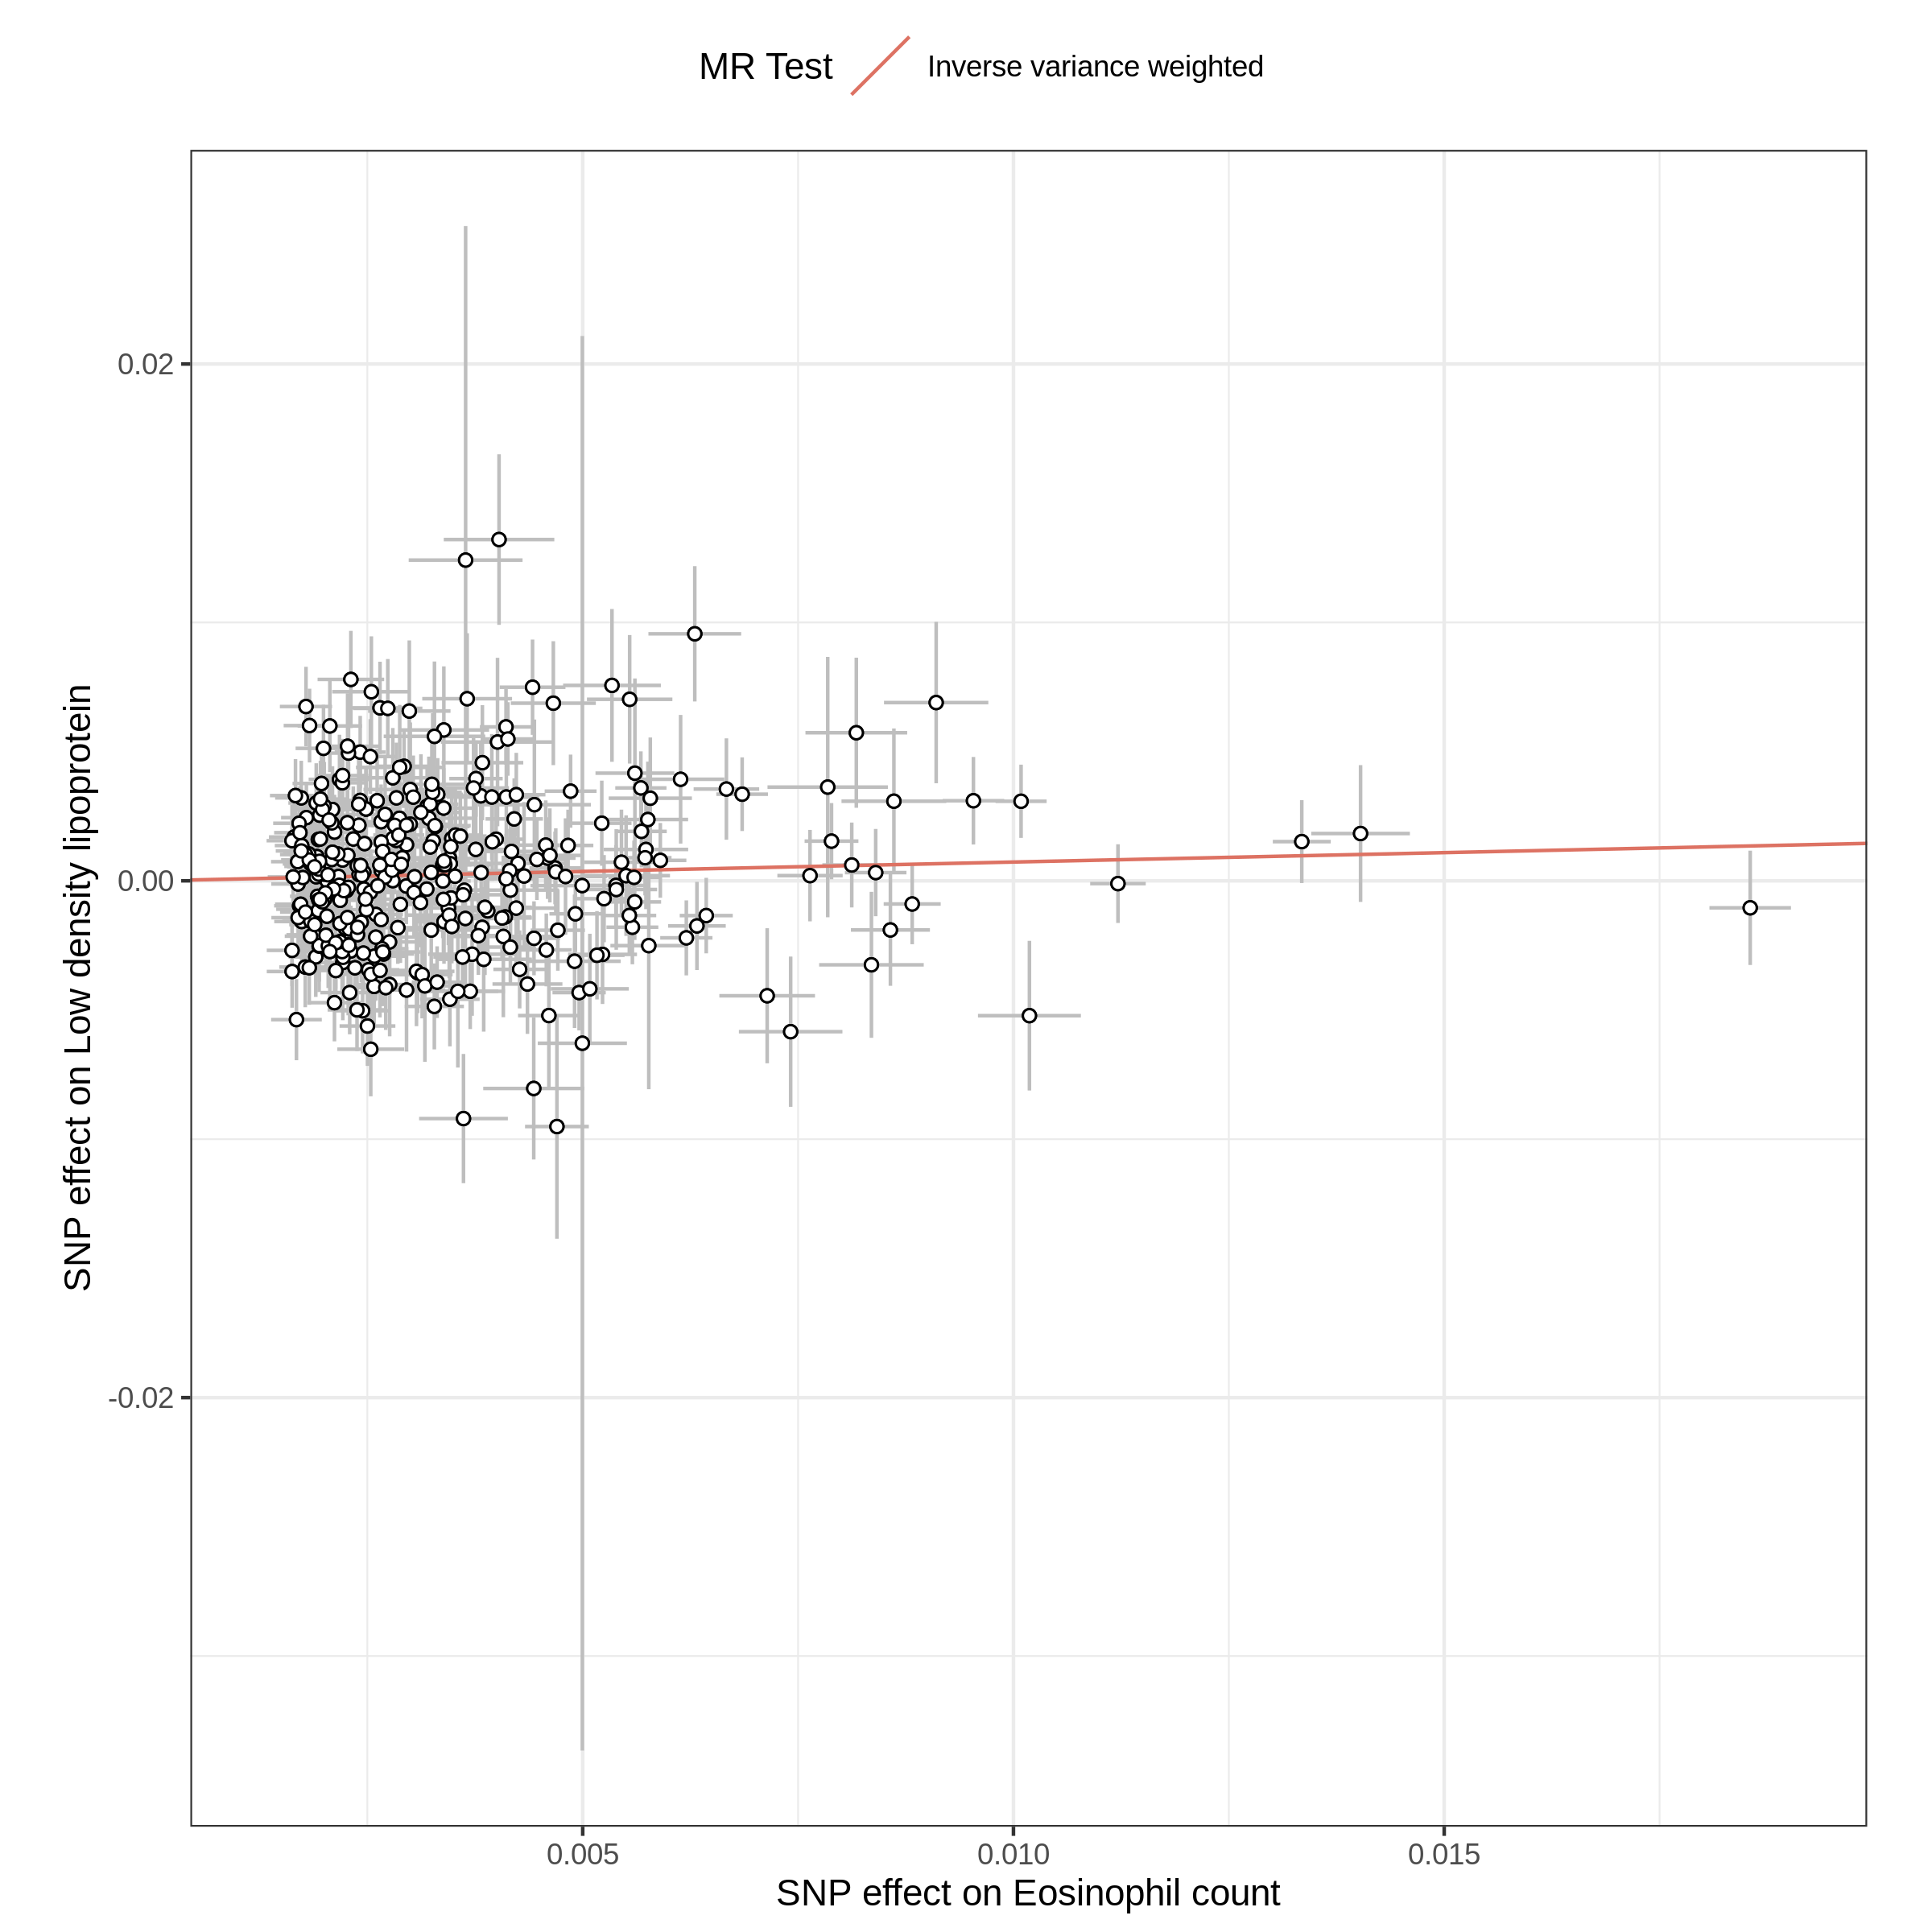 MR Test Inverse variance weighted
SNP effect on Low density lipoprotein
0.02
0.00
-0.02
0.005 0.010 0.015
SNP effect on Eosinophil count